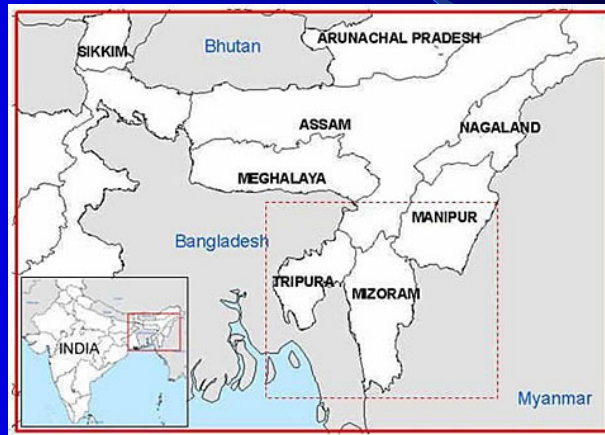 ARUNACHAL PRADESH
Bhutan
SIKKIM
ASSAM
NAGALAND
MEGHALAYA
MANIPUR
Bangladesh
TRIPURA
MIZORAM
INDIA
Myanmar